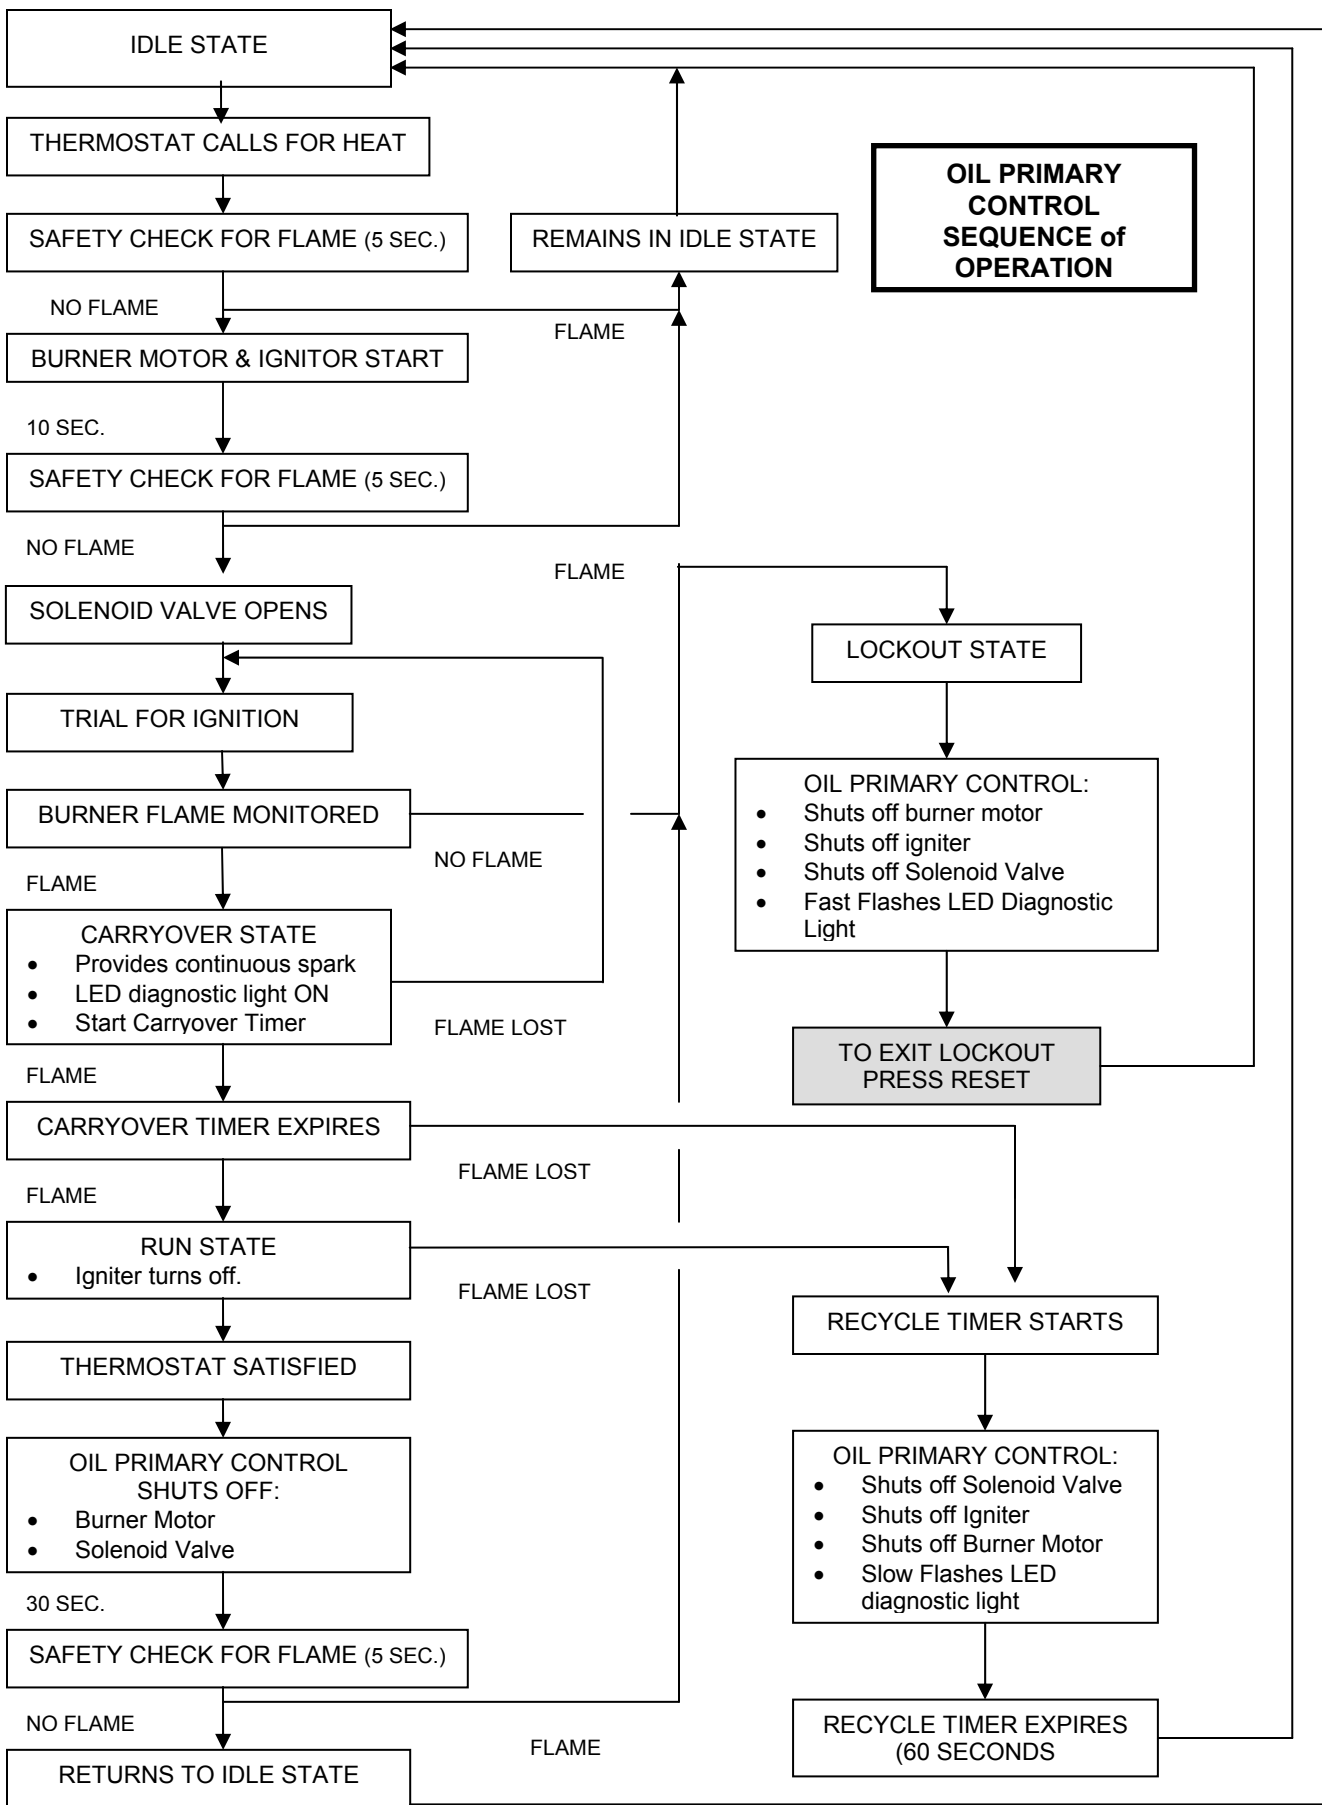 IDLE STATE
THERMOSTAT CALLS FOR HEAT
OIL PRIMARY
CONTROL
SEQUENCE of
OPERATION
SAFETY CHECK FOR FLAME (5 SEC.)
REMAINS IN IDLE STATE
NO FLAME
FLAME
BURNER MOTOR & IGNITOR START
10 SEC.
SAFETY CHECK FOR FLAME (5 SEC.)
NO FLAME
FLAME
SOLENOID VALVE OPENS
LOCKOUT STATE
TRIAL FOR IGNITION
BURNER FLAME MONITORED
OIL PRIMARY CONTROL:
• Shuts off burner motor
• Shuts off igniter
• Shuts off Solenoid Valve
• Fast Flashes LED Diagnostic
Light
NO FLAME
FLAME
CARRYOVER STATE
• Provides continuous spark
• LED diagnostic light ON
• Start Carryover Timer
FLAME LOST
TO EXIT LOCKOUT
PRESS RESET
FLAME
CARRYOVER TIMER EXPIRES
FLAME LOST
FLAME
RUN STATE
• Igniter turns off.
FLAME LOST
RECYCLE TIMER STARTS
THERMOSTAT SATISFIED
OIL PRIMARY CONTROL
SHUTS OFF:
• Burner Motor
• Solenoid Valve
OIL PRIMARY CONTROL:
• Shuts off Solenoid Valve
• Shuts off Igniter
• Shuts off Burner Motor
• Slow Flashes LED
diagnostic light
30 SEC.
SAFETY CHECK FOR FLAME (5 SEC.)
NO FLAME
FLAME
RECYCLE TIMER EXPIRES
(60 SECONDS
RETURNS TO IDLE STATE